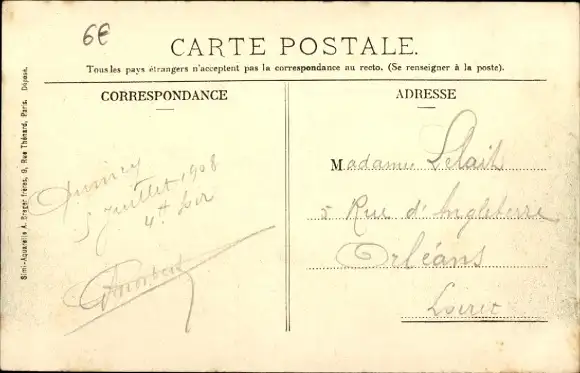 6€
CARTE POSTALE.
Tous les pays étrangers n'acceptent pas la correspondance au recto. (Se renseigner à la poste).
CORRESPONDANCE
ADRESSE
Simi-Aquarelle A. Breger frères, 9, Rue Thénard, Paris. Déposé.
5 Juillet 1908
Madame Lelait
5 Rue d'Angleterre
Orléans
Loiret